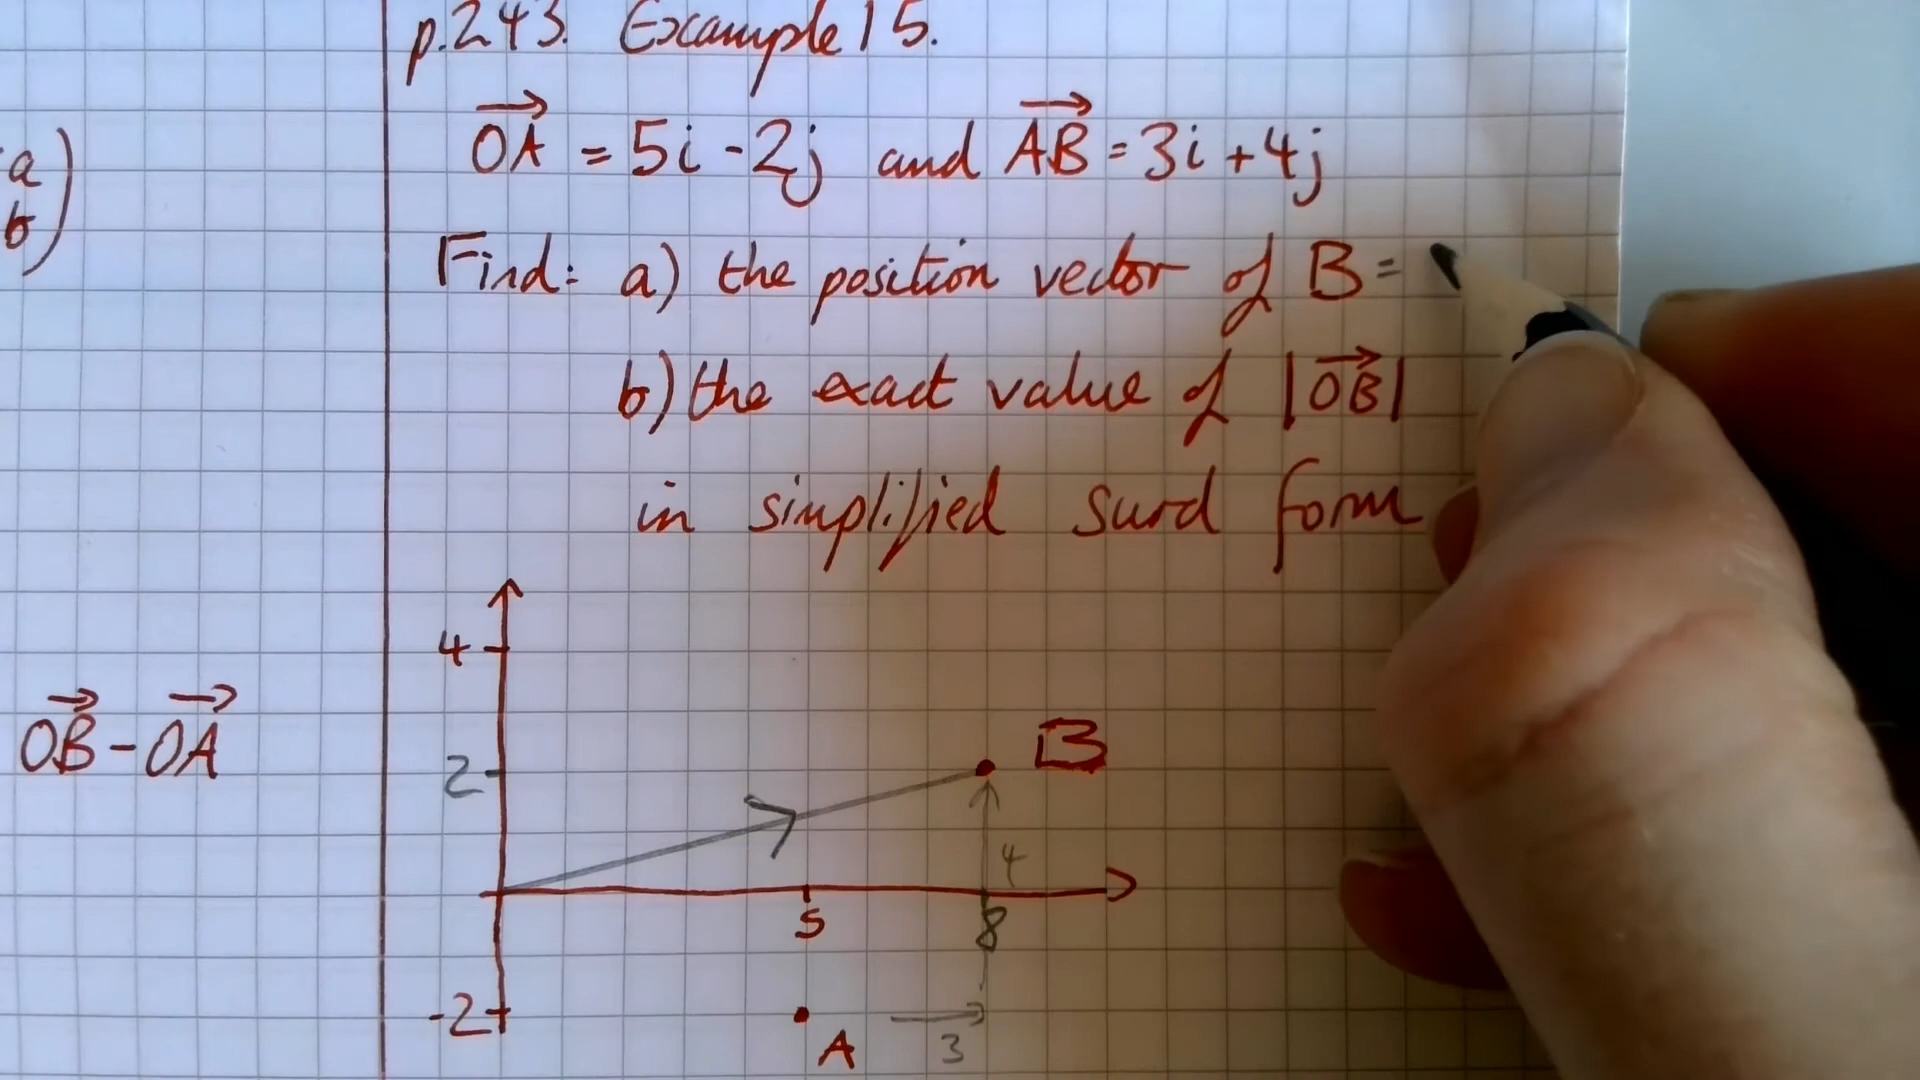 p.243. Example 15.
OA = 5i - 2j and AB = 3i + 4j
Find: a) the position vector of B =
b) the exact value of |OB|
in simplified surd form
-a
b)
OB - OA
4
2
B
4
5
8
-2
A
3